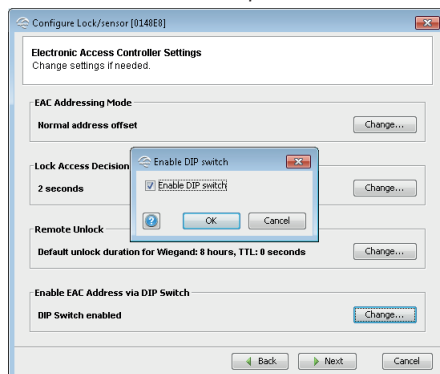 Configure Lock/sensor [0148E8]
Electronic Access Controller Settings
Change settings if needed.
EAC Addressing Mode
Normal address offset
Change...
Lock Access Decision
2 seconds
Change...
Enable DIP switch
Enable DIP switch
OK
Cancel
Remote Unlock
Default unlock duration for Wiegand: 8 hours, TTL: 0 seconds
Change...
Enable EAC Address via DIP Switch
DIP Switch enabled
Change...
Back
Next
Cancel